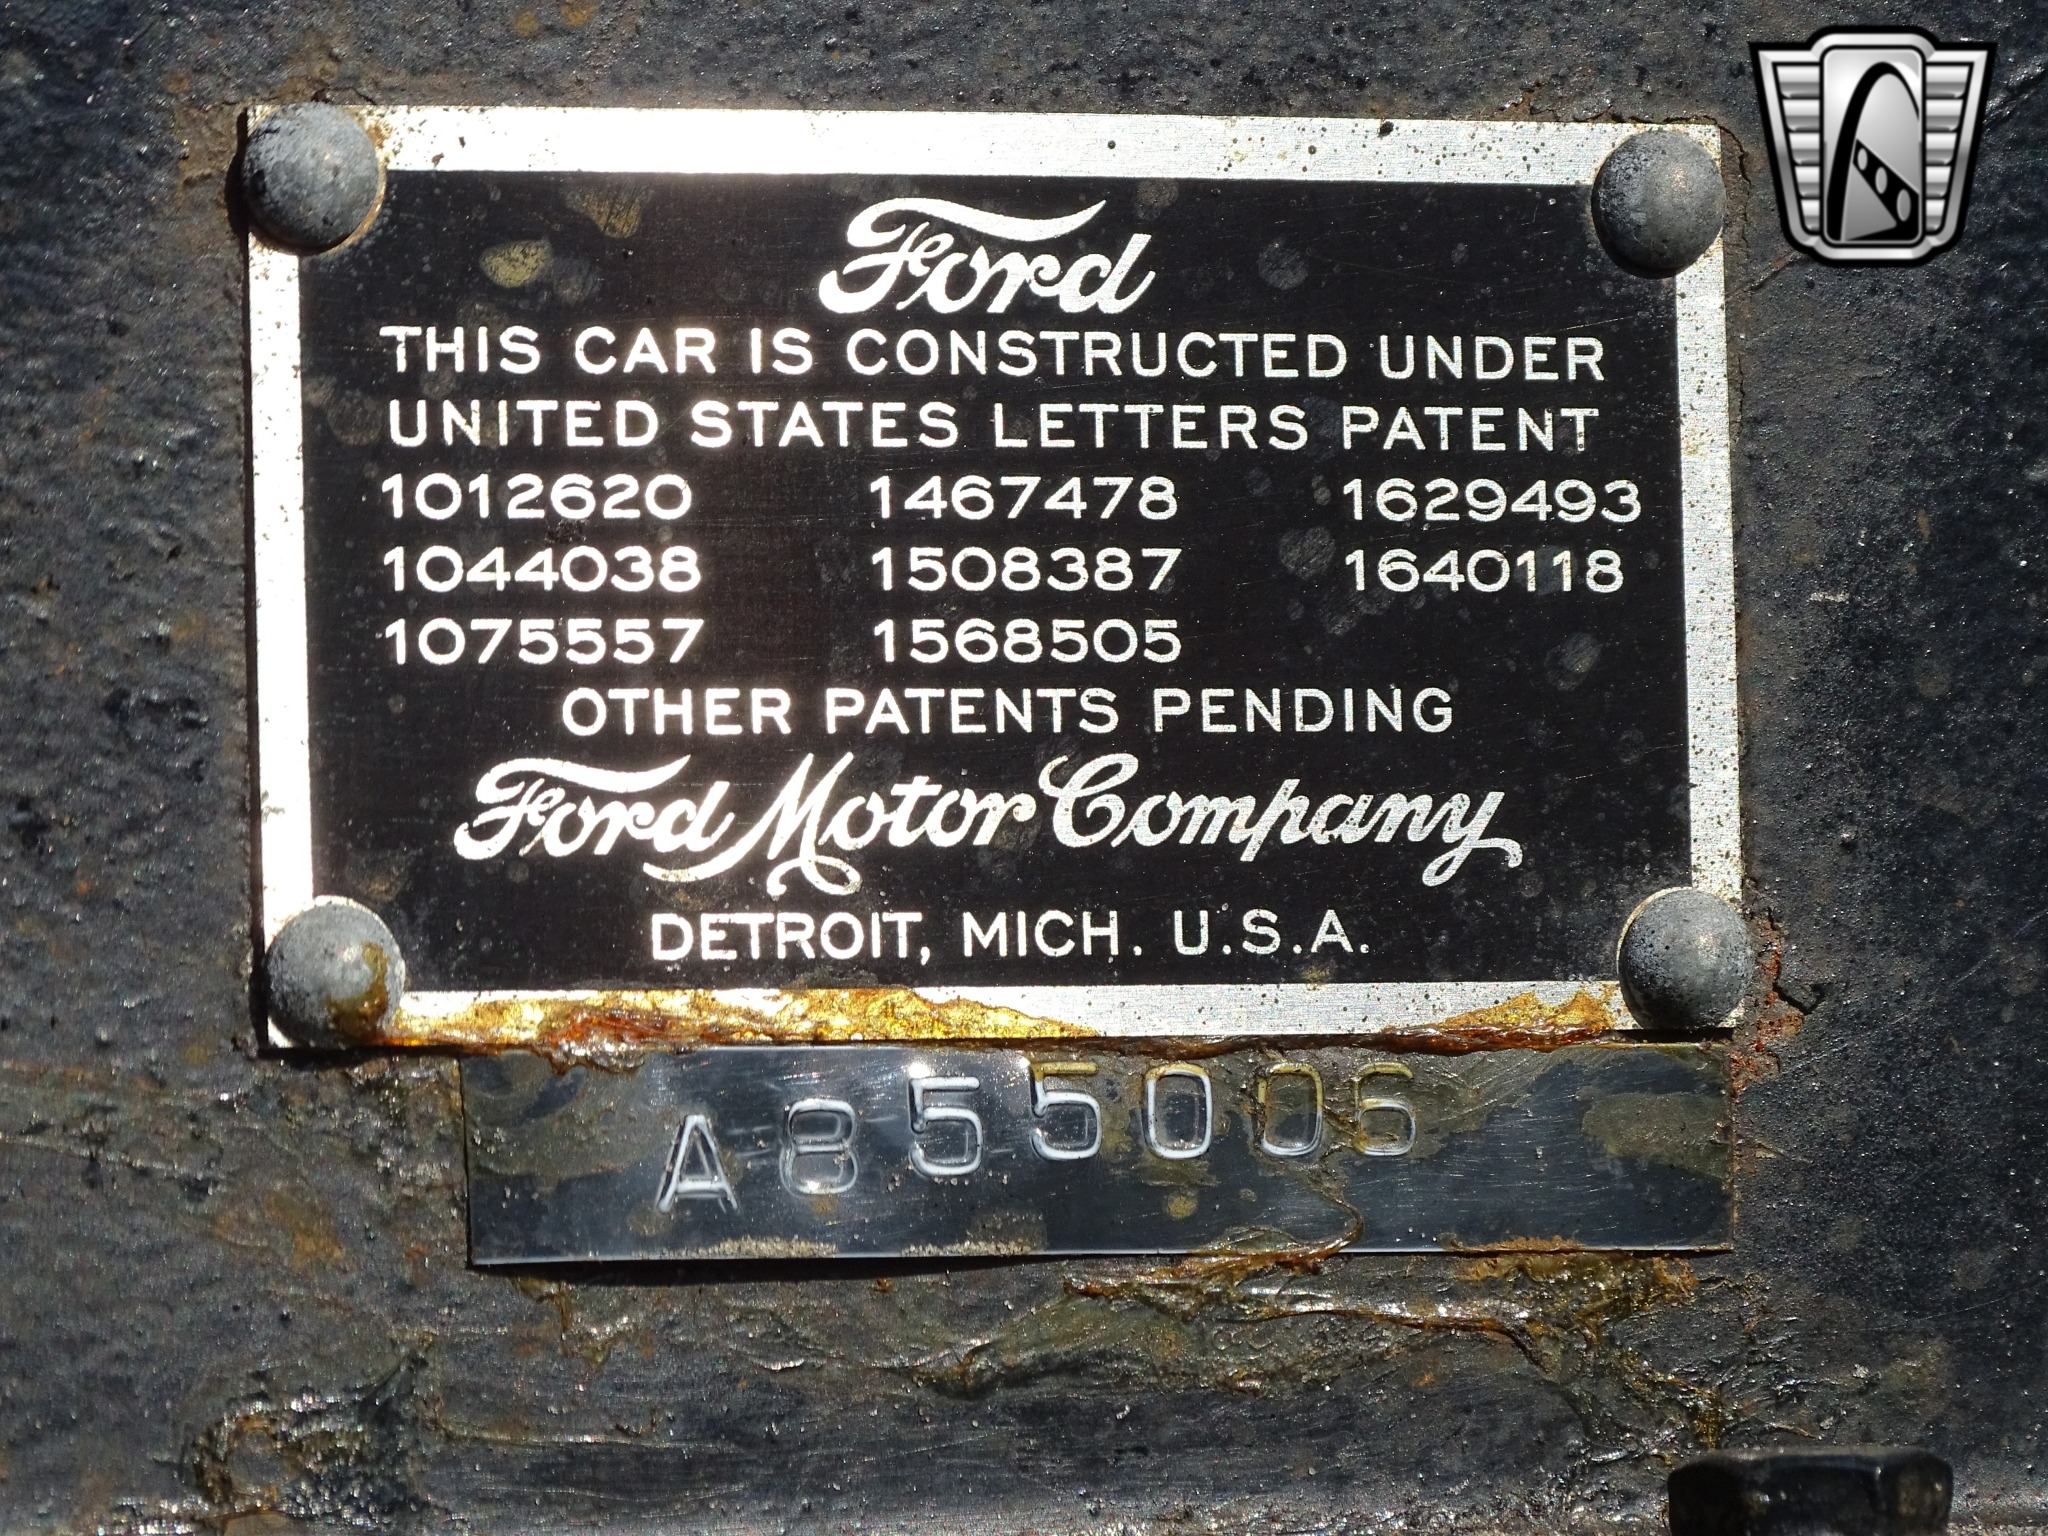 Ford
THIS CAR IS CONSTRUCTED UNDER
UNITED STATES LETTERS PATENT
1012620 1467478 1629493
1044038 1508387 1640118
1075557 1568505
OTHER PATENTS PENDING
Ford Motor Company
DETROIT, MICH. U.S.A.
A855006